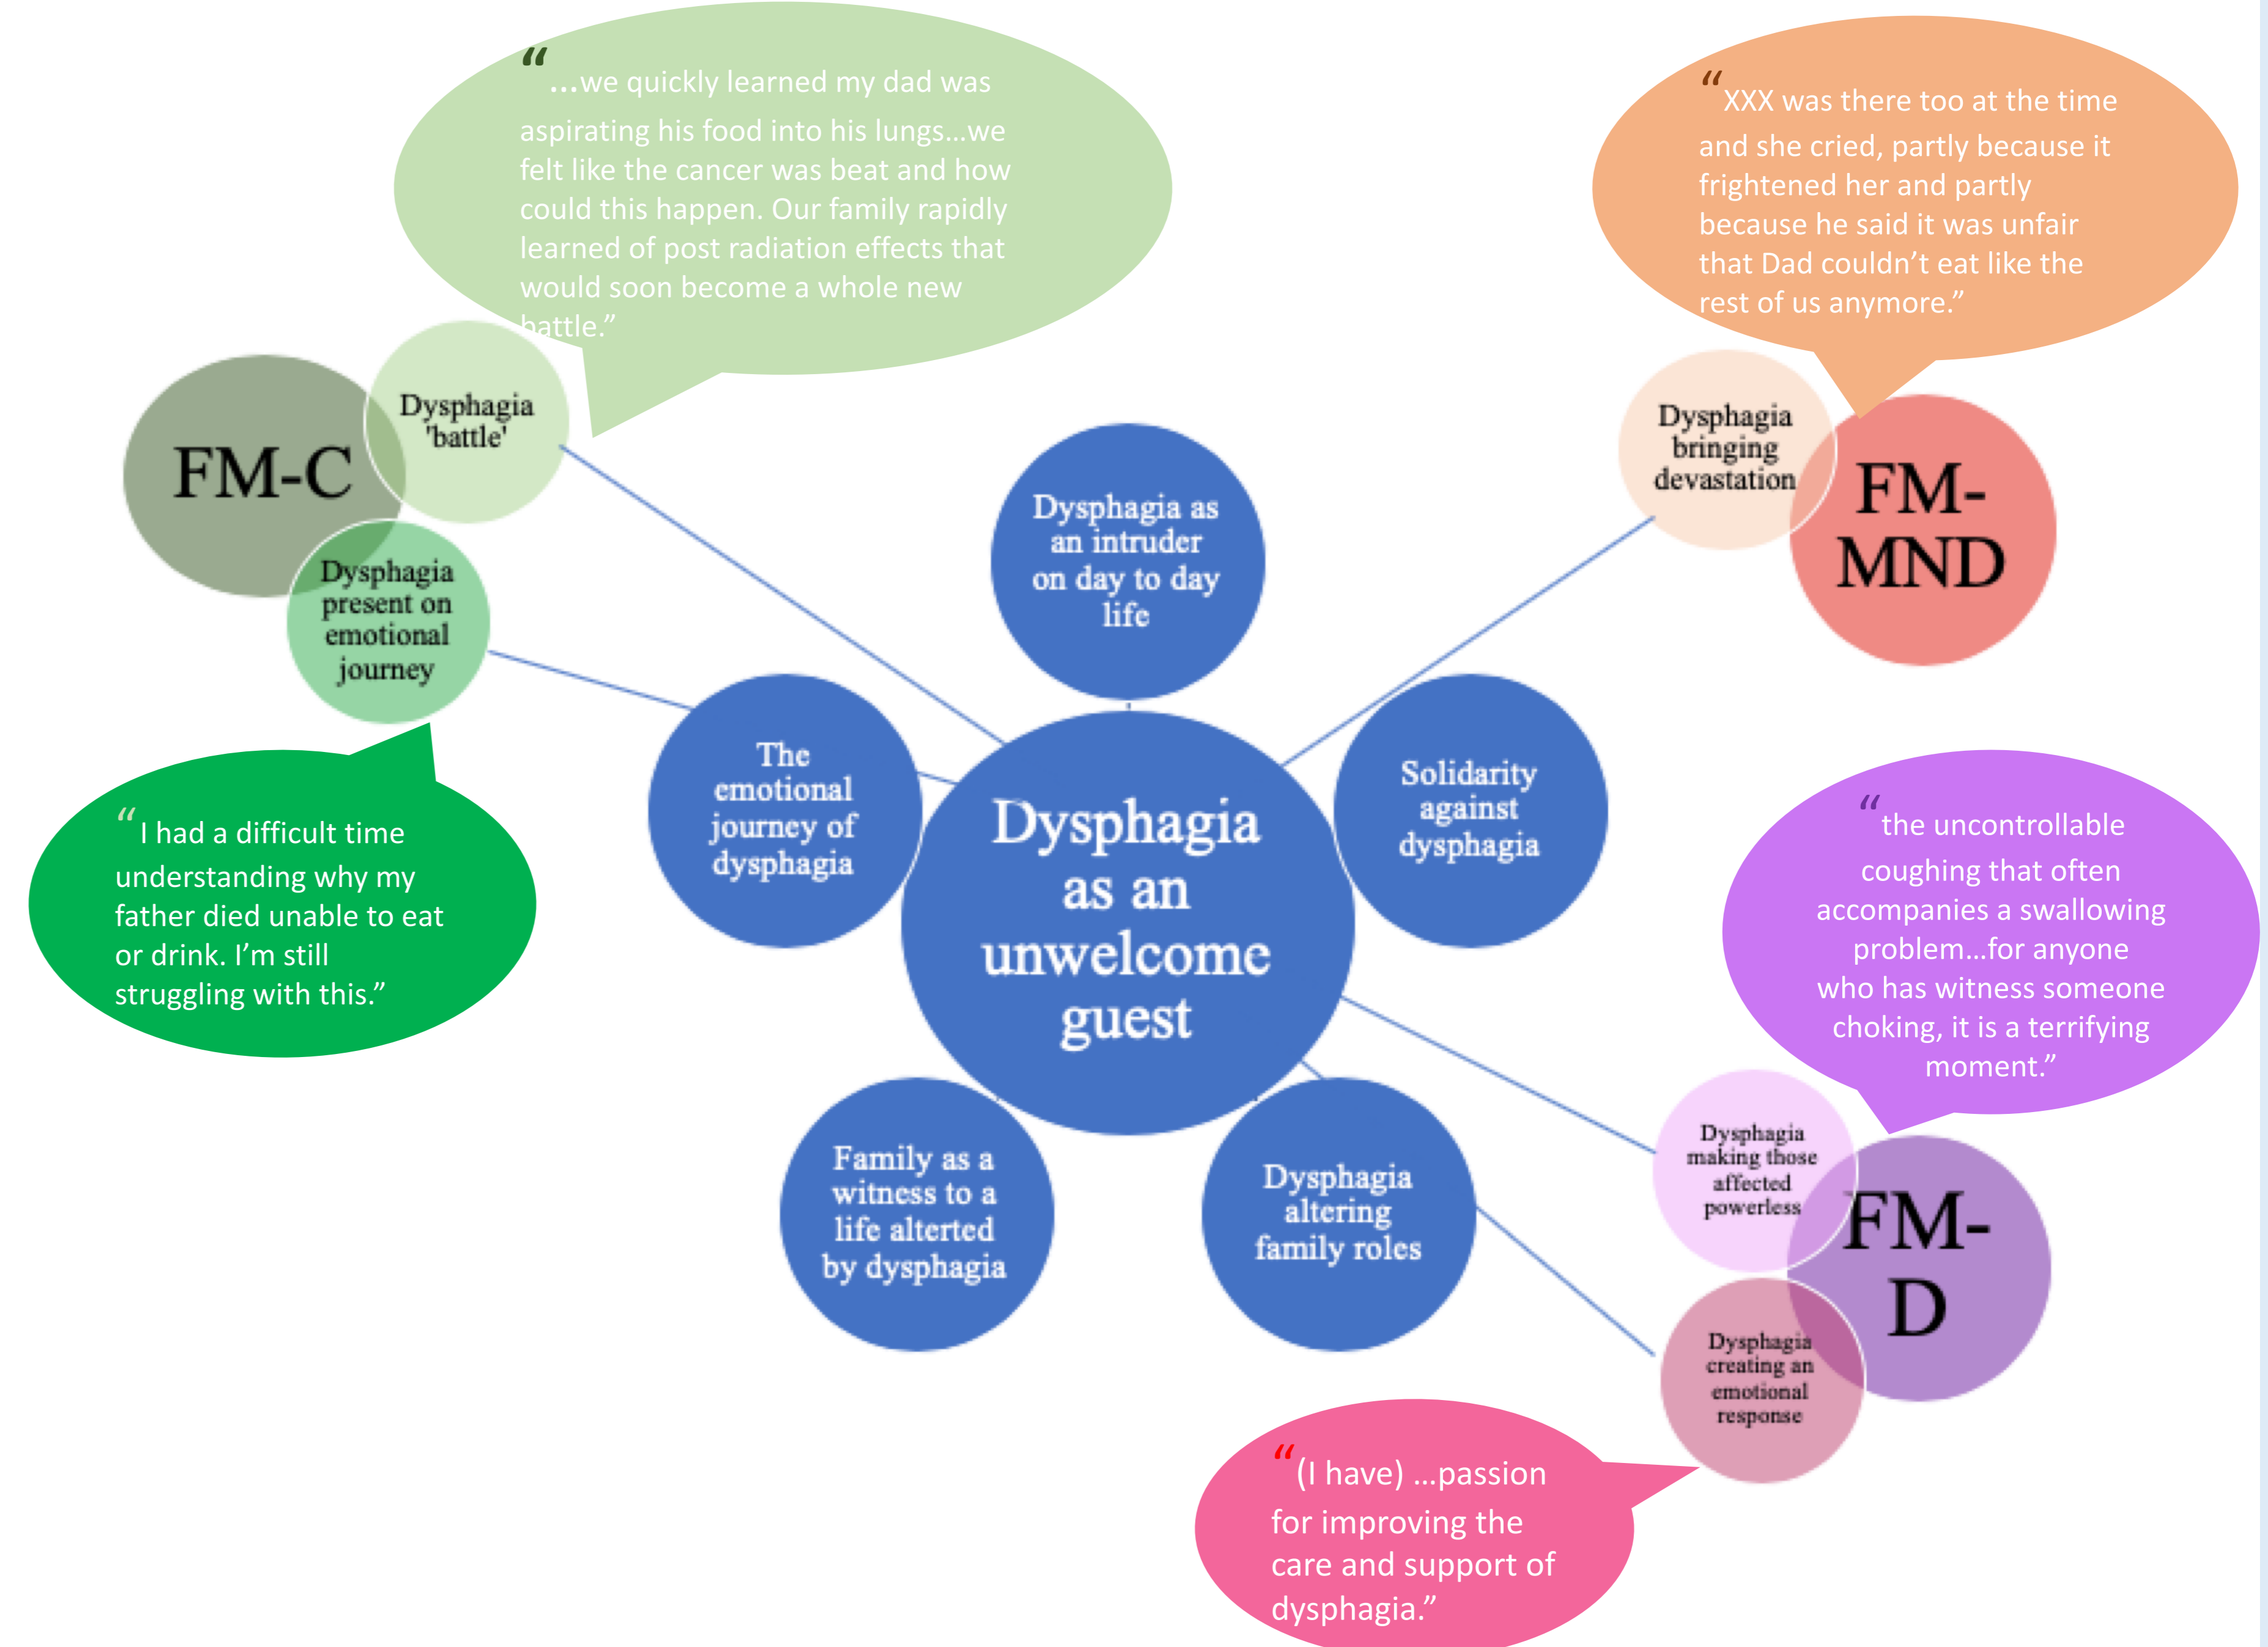 “…we quickly learned my dad was
aspirating his food into his lungs…we
felt like the cancer was beat and how
could this happen. Our family rapidly
learned of post radiation effects that
would soon become a whole new
battle.”
“XXX was there too at the time
and she cried, partly because it
frightened her and partly
because he said it was unfair
that Dad couldn’t eat like the
rest of us anymore.”
FM-C
Dysphagia
'battle'
Dysphagia
present on
emotional
journey
Dysphagia
bringing
devastation
FM-
MND
Dysphagia as
an intruder
on day to day
life
The
emotional
journey of
dysphagia
Dysphagia
as an
unwelcome
guest
Solidarity
against
dysphagia
“I had a difficult time
understanding why my
father died unable to eat
or drink. I’m still
struggling with this.”
“the uncontrollable
coughing that often
accompanies a swallowing
problem…for anyone
who has witness someone
choking, it is a terrifying
moment.”
Family as a
witness to a
life alterted
by dysphagia
Dysphagia
altering
family roles
Dysphagia
making those
affected
powerless
FM-
D
Dysphagia
creating an
emotional
response
“(I have) …passion
for improving the
care and support of
dysphagia.”